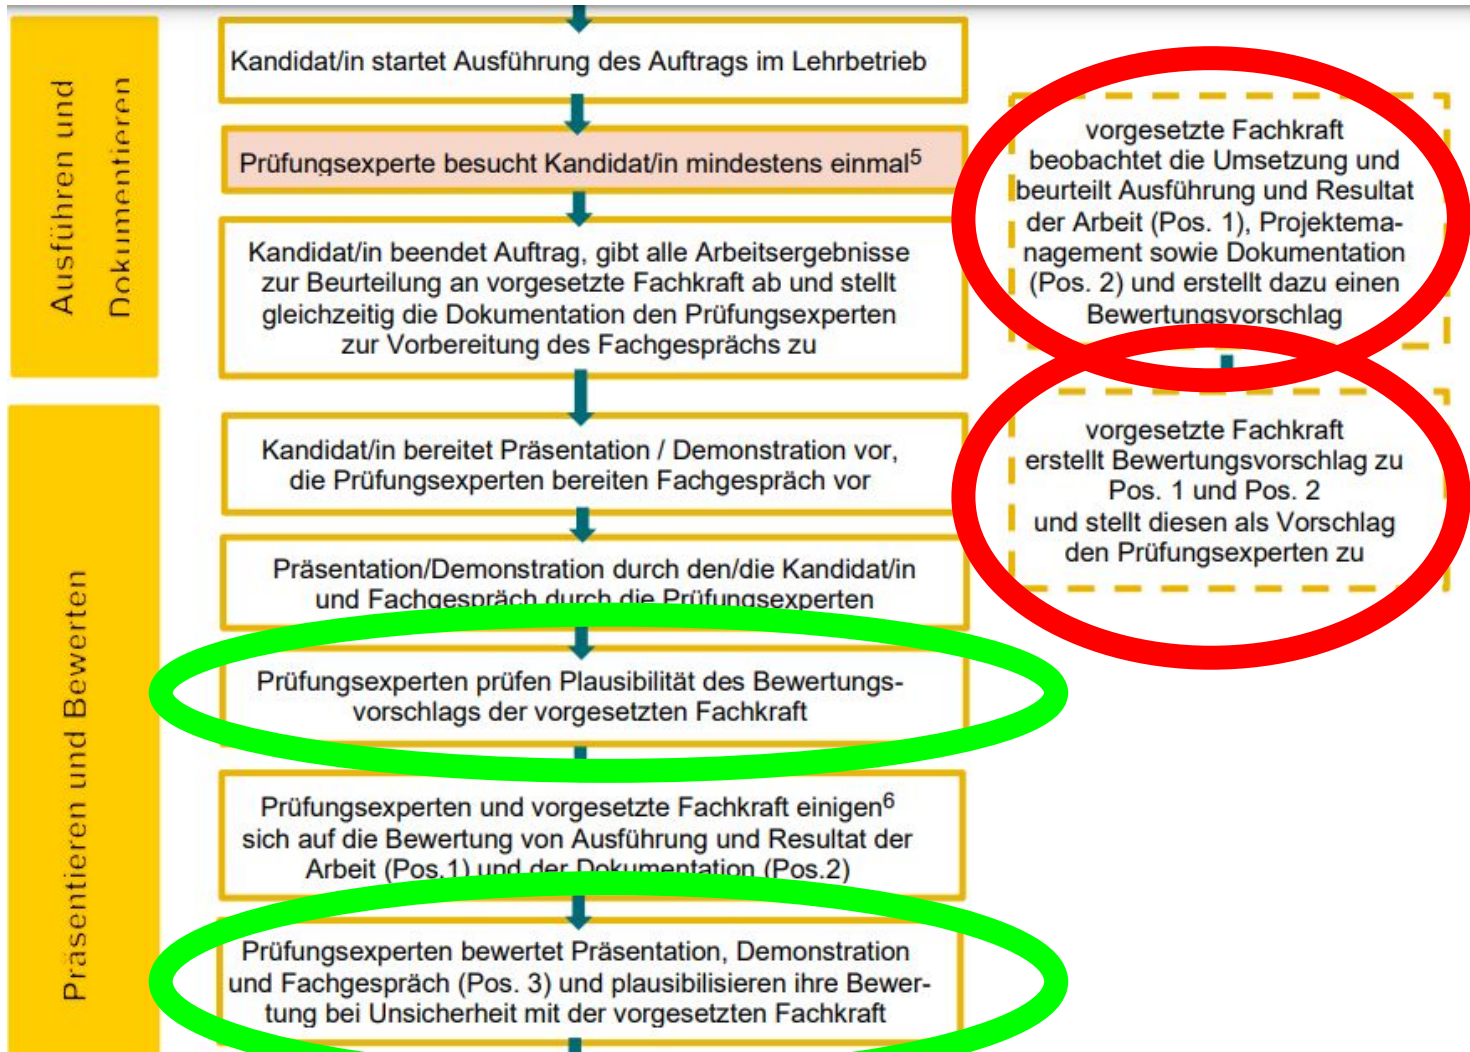 Ausführen und
Dokumentieren
Kandidat/in startet Ausführung des Auftrags im Lehrbetrieb
Prüfungsexperte besucht Kandidat/in mindestens einmal5
Kandidat/in beendet Auftrag, gibt alle Arbeitsergebnisse
zur Beurteilung an vorgesetzte Fachkraft ab und stellt
gleichzeitig die Dokumentation den Prüfungsexperten
zur Vorbereitung des Fachgesprächs zu
vorgesetzte Fachkraft
beobachtet die Umsetzung und
beurteilt Ausführung und Resultat
der Arbeit (Pos. 1), Projektema-
nagement sowie Dokumentation
(Pos. 2) und erstellt dazu einen
Bewertungsvorschlag
Präsentieren und Bewerten
Kandidat/in bereitet Präsentation / Demonstration vor,
die Prüfungsexperten bereiten Fachgespräch vor
vorgesetzte Fachkraft
erstellt Bewertungsvorschlag zu
Pos. 1 und Pos. 2
und stellt diesen als Vorschlag
den Prüfungsexperten zu
Präsentation/Demonstration durch den/die Kandidat/in
und Fachgespräch durch die Prüfungsexperten
Prüfungsexperten prüfen Plausibilität des Bewertungs-
vorschlags der vorgesetzten Fachkraft
Prüfungsexperten und vorgesetzte Fachkraft einigen6
sich auf die Bewertung von Ausführung und Resultat der
Arbeit (Pos.1) und der Dokumentation (Pos.2)
Prüfungsexperten bewertet Präsentation, Demonstration
und Fachgespräch (Pos. 3) und plausibilisieren ihre Bewer-
tung bei Unsicherheit mit der vorgesetzten Fachkraft